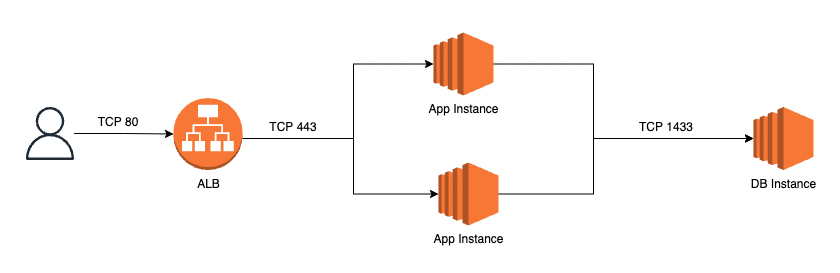 TCP 80
ALB
TCP 443
App Instance
App Instance
TCP 1433
DB Instance